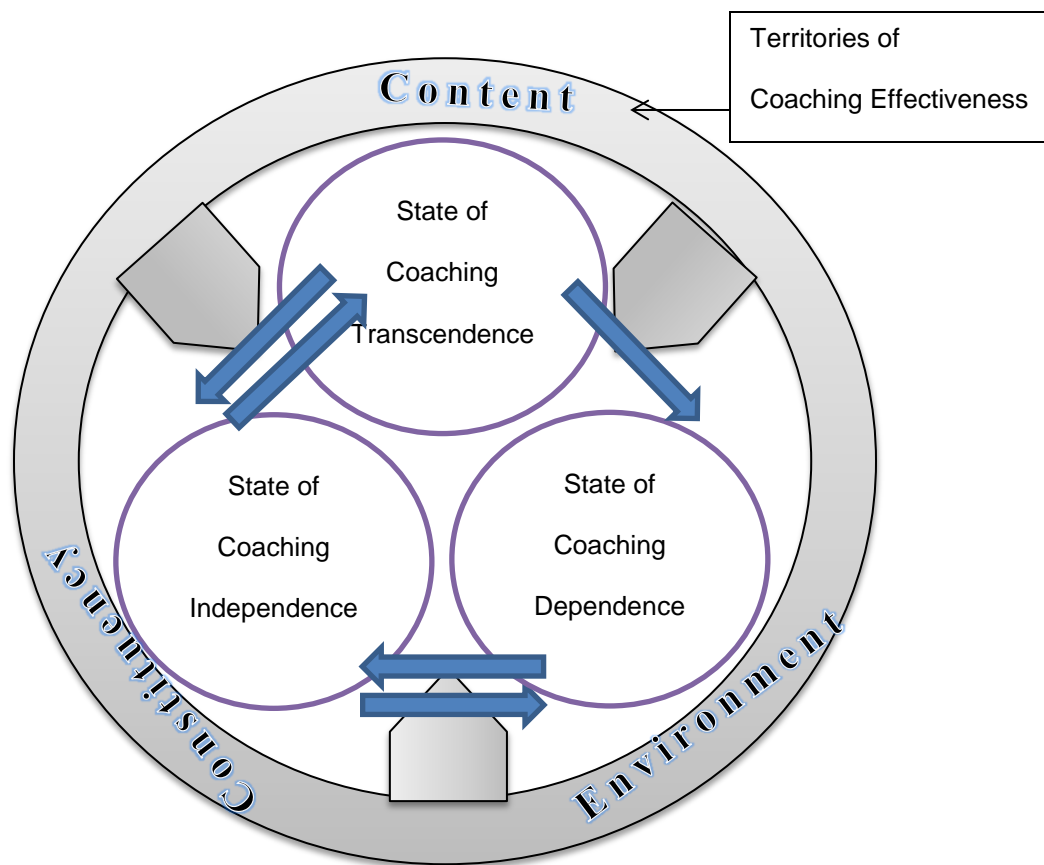 Territories of
Coaching Effectiveness
Content
State of
Coaching
Transcendence
State of
Coaching
Independence
State of
Coaching
Dependence
Constituency
Environment